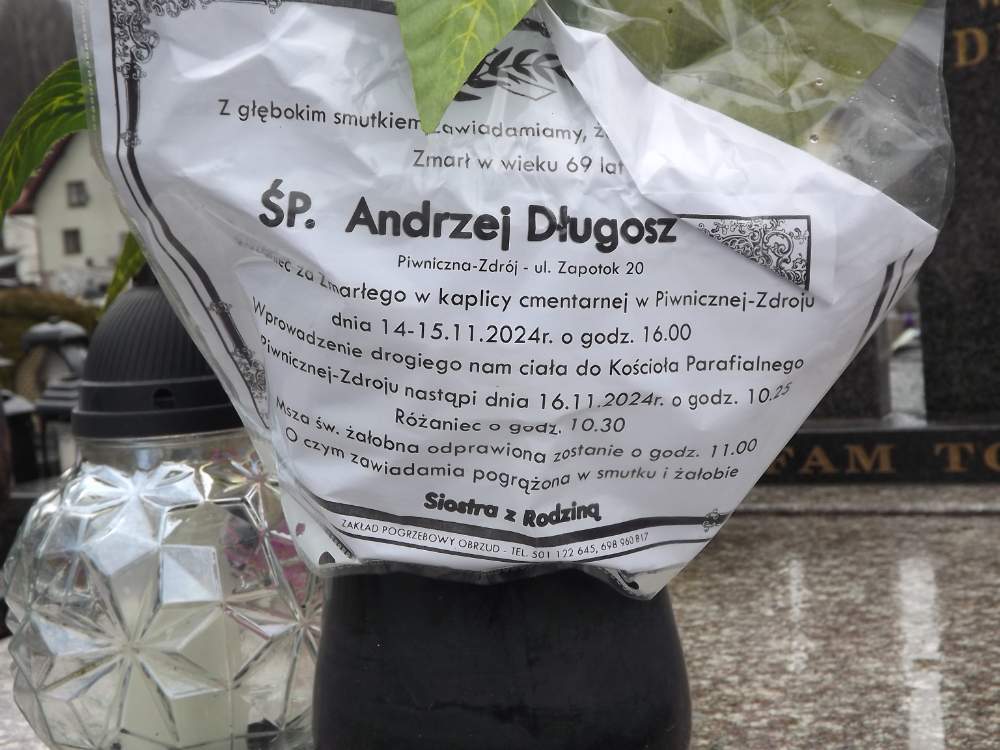 Z głębokim smutkiem zawiadamiamy, ż
Zmarł w wieku 69 lat
ŚP. Andrzej Długosz
Piwniczna-Zdrój - ul. Zapotok 20
za Zmarłego w kaplicy cmentarnej w Piwnicznej-Zdroju
dnia 14-15.11.2024r. o godz. 16.00
Wprowadzenie drogiego nam ciała do Kościoła Parafialnego
Piwnicznej-Zdroju nastąpi dnia 16.11.2024r. o godz. 10.25
Różaniec o godz. 10.30
Msza św. żałobna odprawiona zostanie o godz. 11.00
O czym zawiadamia pogrążona w smutku i żałobie
Siostra z Rodziną
ZAKŁAD POGRZEBOWY OBRZUD - TEL. 501 122 645, 698 960 817
FAM TO